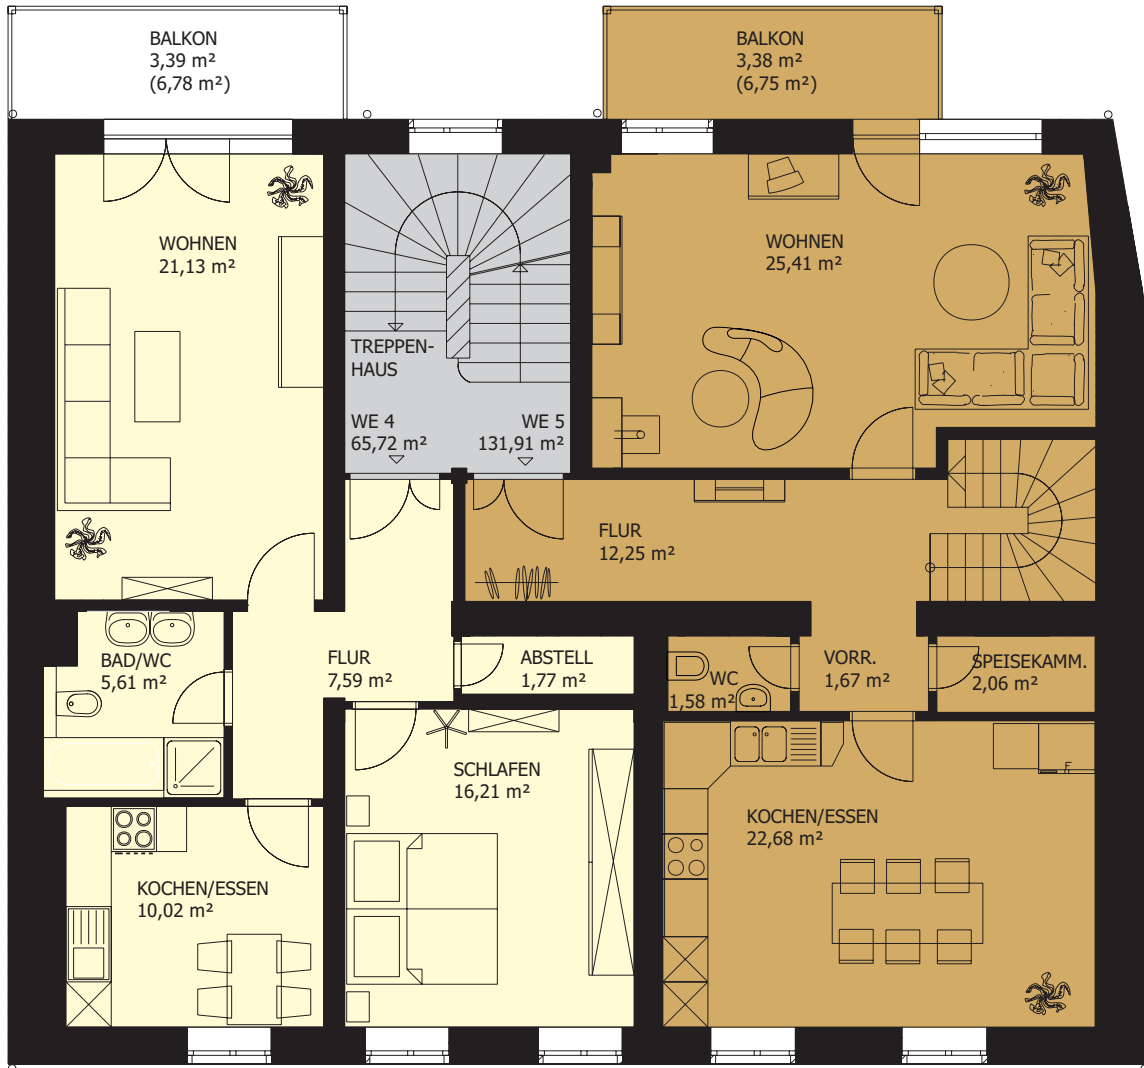 BALKON
3,39 m²
(6,78 m²)
BALKON
3,38 m²
(6,75 m²)
WOHNEN
21,13 m²
WOHNEN
25,41 m²
TREPPEN-
HAUS
WE 4
65,72 m²
WE 5
131,91 m²
FLUR
12,25 m²
BAD/WC
5,61 m²
FLUR
7,59 m²
ABSTELL
1,77 m²
WC
1,58 m²
VORR.
1,67 m²
SPEISEKAMM.
2,06 m²
SCHLAFEN
16,21 m²
KOCHEN/ESSEN
22,68 m²
F
KOCHEN/ESSEN
10,02 m²